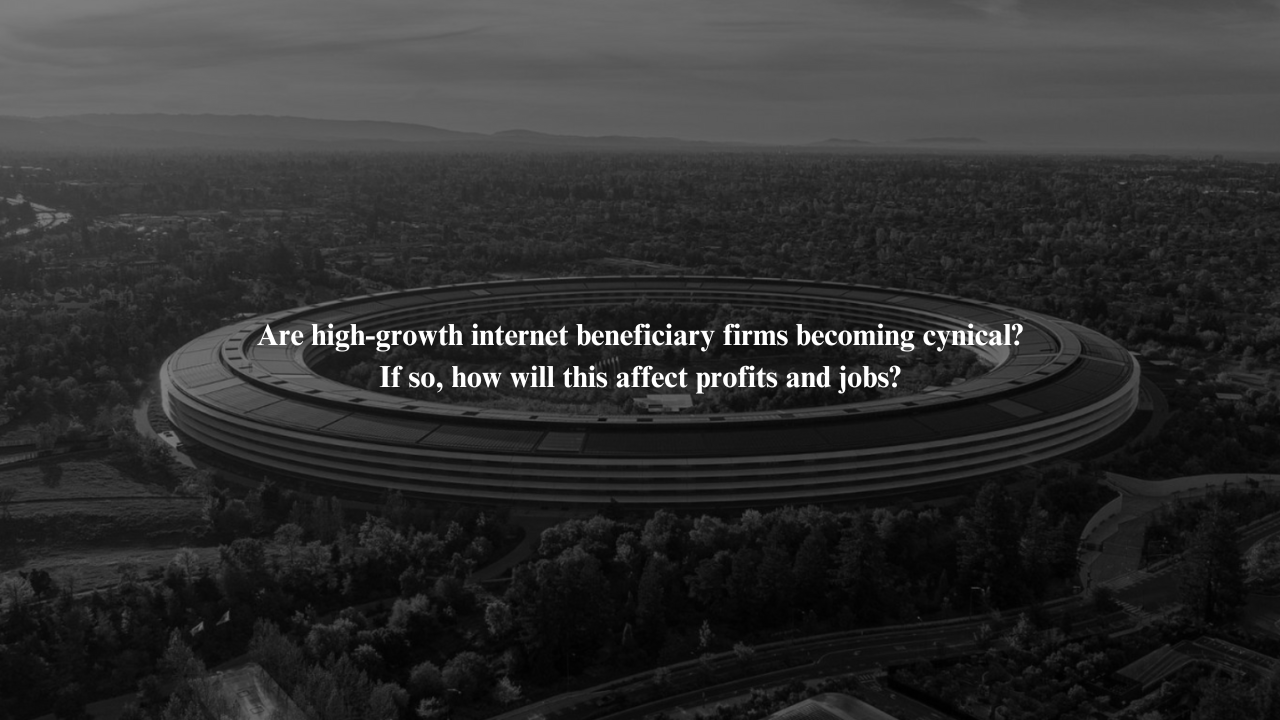 Are high-growth internet beneficiary firms becoming cynical?
If so, how will this affect profits and jobs?